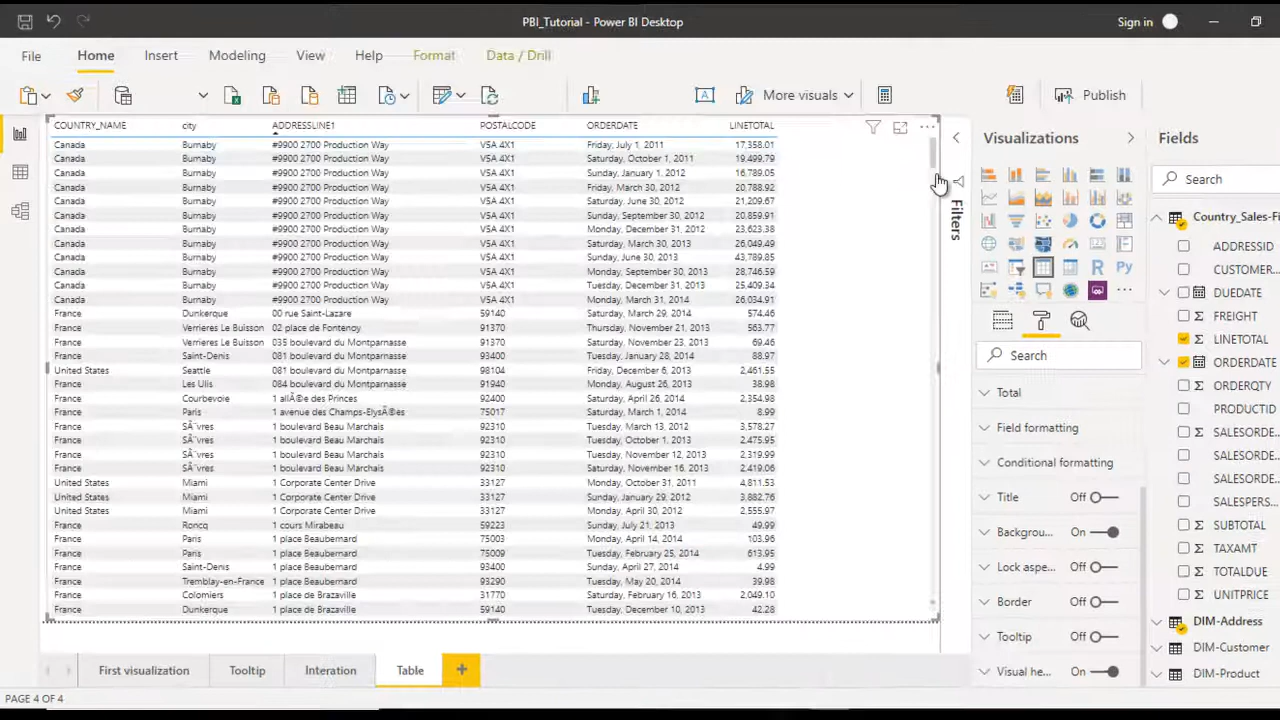 PBI_Tutorial - Power BI Desktop Sign in
File Home Insert Modeling View Help Format Data / Drill
More visuals Publish
COUNTRY_NAME city ADDRESSLINE1 POSTALCODE ORDERDATE LINETOTAL
Canada Burnaby #9900 2700 Production Way V5A 4X1 Friday, July 1, 2011 17,358.01
Canada Burnaby #9900 2700 Production Way V5A 4X1 Saturday, October 1, 2011 19,499.79
Canada Burnaby #9900 2700 Production Way V5A 4X1 Sunday, January 1, 2012 16,789.05
Canada Burnaby #9900 2700 Production Way V5A 4X1 Friday, March 30, 2012 20,788.92
Canada Burnaby #9900 2700 Production Way V5A 4X1 Saturday, June 30, 2012 21,209.67
Canada Burnaby #9900 2700 Production Way V5A 4X1 Sunday, September 30, 2012 20,859.91
Canada Burnaby #9900 2700 Production Way V5A 4X1 Monday, December 31, 2012 23,623.38
Canada Burnaby #9900 2700 Production Way V5A 4X1 Saturday, March 30, 2013 26,049.48
Canada Burnaby #9900 2700 Production Way V5A 4X1 Sunday, June 30, 2013 43,789.85
Canada Burnaby #9900 2700 Production Way V5A 4X1 Monday, September 30, 2013 28,746.59
Canada Burnaby #9900 2700 Production Way V5A 4X1 Tuesday, December 31, 2013 25,409.34
Canada Burnaby #9900 2700 Production Way V5A 4X1 Monday, March 31, 2014 26,034.91
France Dunkerque 00 rue Saint-Lazare 59140 Saturday, March 29, 2014 574.46
France Verrieres Le Buisson 02 place de Fontenoy 91370 Thursday, November 21, 2013 563.77
France Verrieres Le Buisson 035 boulevard du Montparnasse 91370 Saturday, November 23, 2013 69.46
France Saint-Denis 081 boulevard du Montparnasse 93400 Tuesday, January 28, 2014 88.97
United States Seattle 081 boulevard du Montparnasse 98104 Friday, December 6, 2013 2,461.55
France Les Ulis 084 boulevard du Montparnasse 91940 Monday, August 26, 2013 38.98
France Courbevoie 1 allÃ©e des Princes 92400 Saturday, April 26, 2014 2,354.98
France Paris 1 avenue des Champs-ElysÃ©es 75017 Saturday, March 1, 2014 8.99
France SÃ¨vres 1 boulevard Beau Marchais 92310 Tuesday, March 13, 2012 3,578.27
France SÃ¨vres 1 boulevard Beau Marchais 92310 Tuesday, October 1, 2013 2,475.95
France SÃ¨vres 1 boulevard Beau Marchais 92310 Tuesday, November 12, 2013 2,319.99
France SÃ¨vres 1 boulevard Beau Marchais 92310 Saturday, November 16, 2013 2,419.06
United States Miami 1 Corporate Center Drive 33127 Monday, October 31, 2011 4,811.53
United States Miami 1 Corporate Center Drive 33127 Sunday, January 29, 2012 3,882.76
United States Miami 1 Corporate Center Drive 33127 Monday, April 30, 2012 2,555.97
France Roncq 1 cours Mirabeau 59223 Sunday, July 21, 2013 49.99
France Paris 1 place Beaubernard 75003 Monday, April 14, 2014 103.96
France Paris 1 place Beaubernard 75009 Tuesday, February 25, 2014 613.95
France Saint-Denis 1 place Beaubernard 93400 Sunday, April 27, 2014 4.99
France Tremblay-en-France 1 place Beaubernard 93290 Tuesday, May 20, 2014 39.98
France Colomiers 1 place de Brazaville 31770 Saturday, February 16, 2013 2,049.10
France Dunkerque 1 place de Brazaville 59140 Tuesday, December 10, 2013 42.28
Filters
Visualizations
R Py
Search
Total
Field formatting
Conditional formatting
Title Off
Backgrou... On
Lock aspe... Off
Border Off
Tooltip Off
Visual he... On
Fields
Search
Country_Sales-Fi
ADDRESSID
CUSTOMER...
DUEDATE
FREIGHT
LINETOTAL
ORDERDATE
ORDERQTY
PRODUCTID
SALESORDE...
SALESORDE...
SALESORDE...
SALESPERS...
SUBTOTAL
TAXAMT
TOTALDUE
UNITPRICE
DIM-Address
DIM-Customer
DIM-Product
First visualization Tooltip Interation Table +
PAGE 4 OF 4